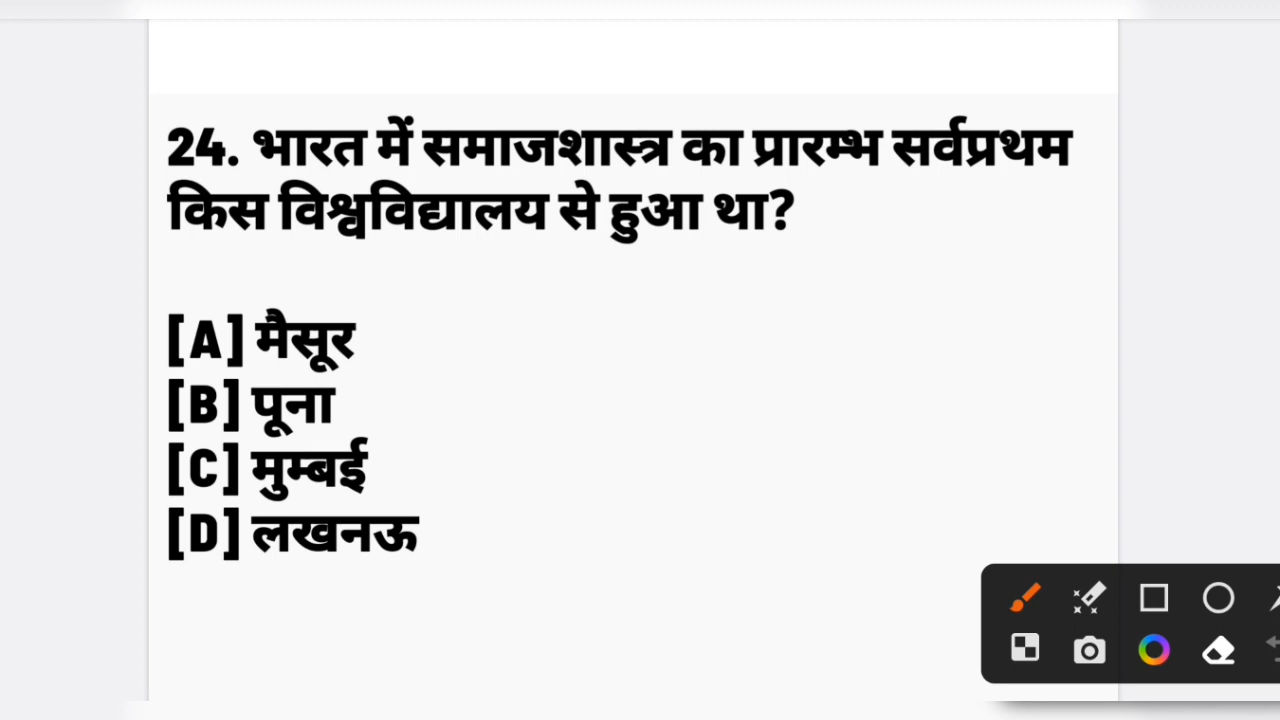 24. भारत में समाजशास्त्र का प्रारम्भ सर्वप्रथम
किस विश्वविद्यालय से हुआ था?
[A] मैसूर
[B] पूना
[C] मुम्बई
[D] लखनऊ